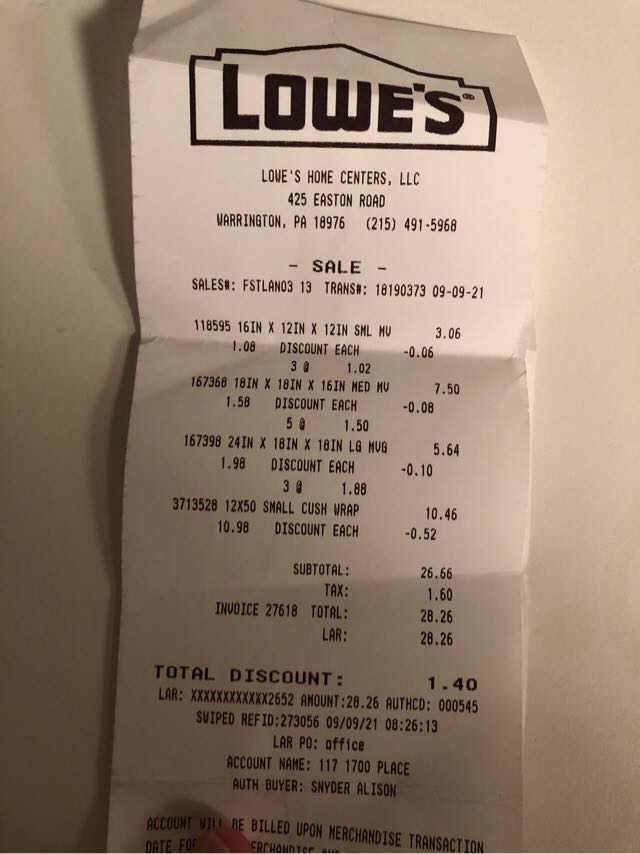 LOWE'S®
LOWE'S HOME CENTERS, LLC
425 EASTON ROAD
WARRINGTON, PA 18976 (215) 491-5968
- SALE -
SALES#: FSTLAN03 13 TRANS#: 18190373 09-09-21
118595 16IN X 12IN X 12IN SML MV 3.06
1.08 DISCOUNT EACH -0.06
3 @ 1.02
167368 18IN X 18IN X 16IN MED MV 7.50
1.58 DISCOUNT EACH -0.08
5 @ 1.50
167398 24IN X 18IN X 18IN LG MVG 5.64
1.98 DISCOUNT EACH -0.10
3 @ 1.88
3713528 12X50 SMALL CUSH WRAP 10.46
10.98 DISCOUNT EACH -0.52
SUBTOTAL: 26.66
TAX: 1.60
INVOICE 27618 TOTAL: 28.26
LAR: 28.26
TOTAL DISCOUNT: 1.40
LAR: XXXXXXXXXXXX2652 AMOUNT:28.26 AUTHCD: 000545
SWIPED REFID:273056 09/09/21 08:26:13
LAR PO: office
ACCOUNT NAME: 117 1700 PLACE
AUTH BUYER: SNYDER ALISON
ACCOUNT WILL BE BILLED UPON MERCHANDISE TRANSACTION
DATE FOR